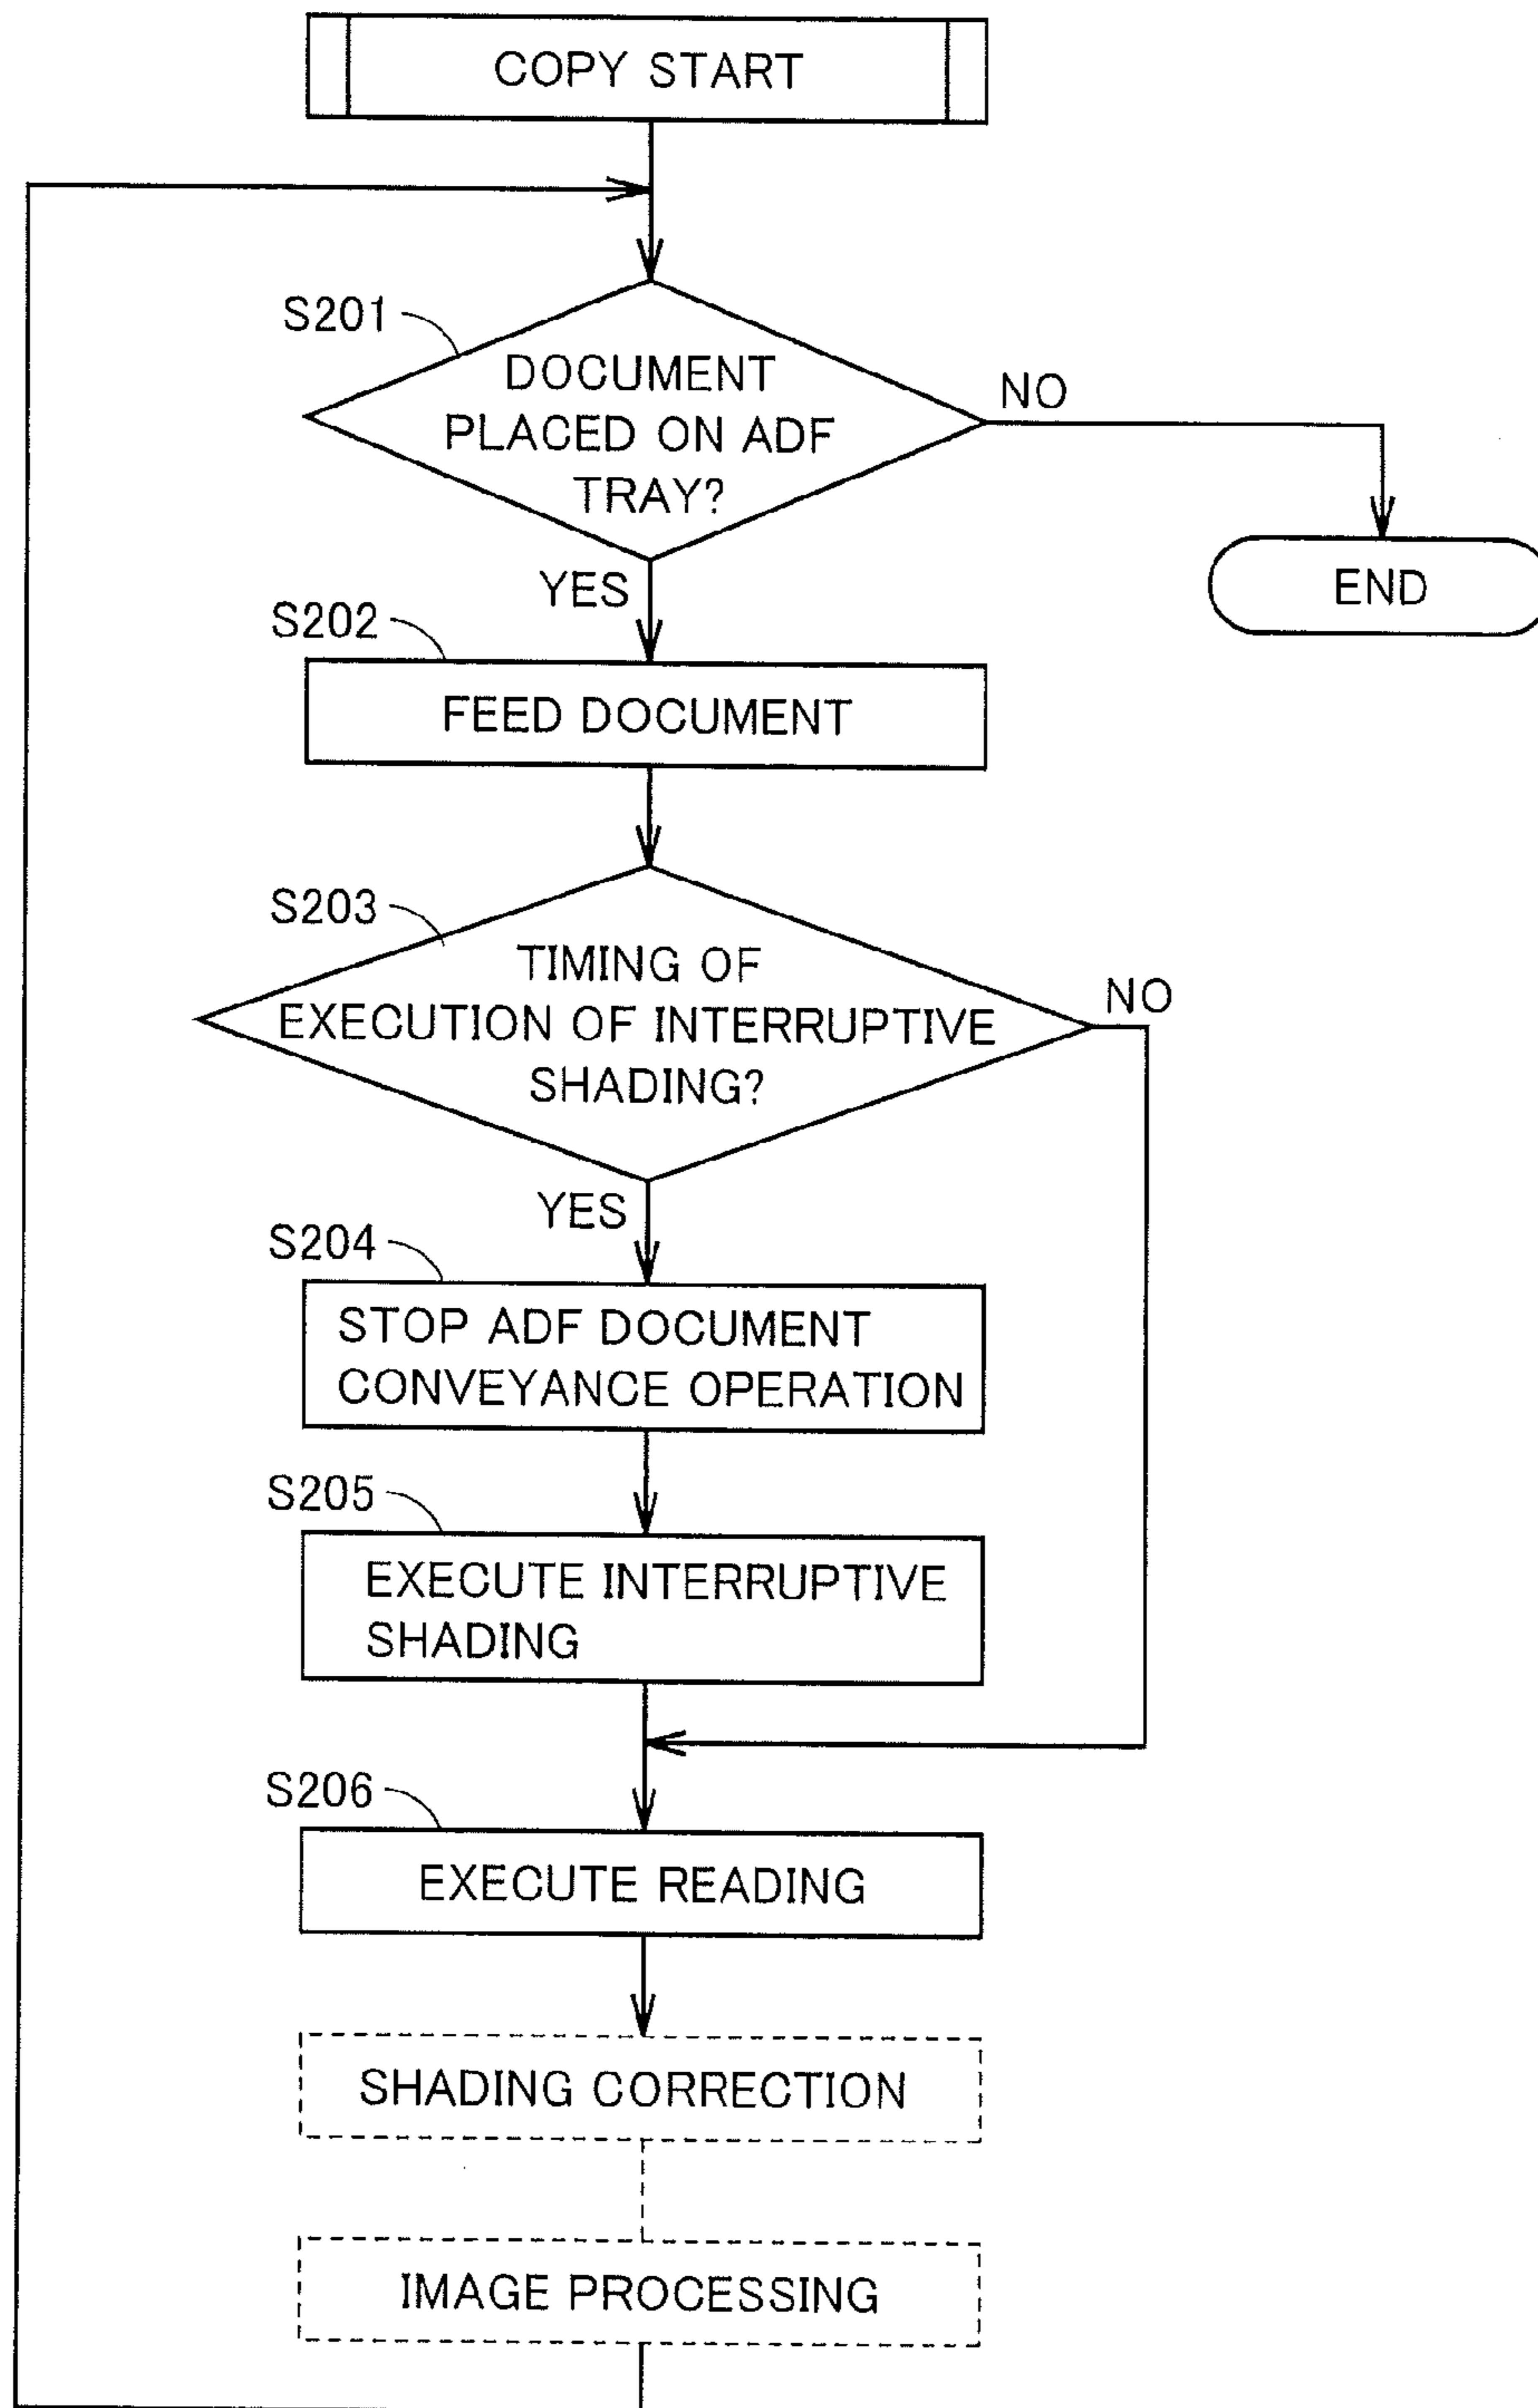 COPY START
S201
DOCUMENT
PLACED ON ADF
TRAY?
NO
YES
END
S202
FEED DOCUMENT
S203
TIMING OF
EXECUTION OF INTERRUPTIVE
SHADING?
NO
YES
S204
STOP ADF DOCUMENT
CONVEYANCE OPERATION
S205
EXECUTE INTERRUPTIVE
SHADING
S206
EXECUTE READING
SHADING CORRECTION
IMAGE PROCESSING